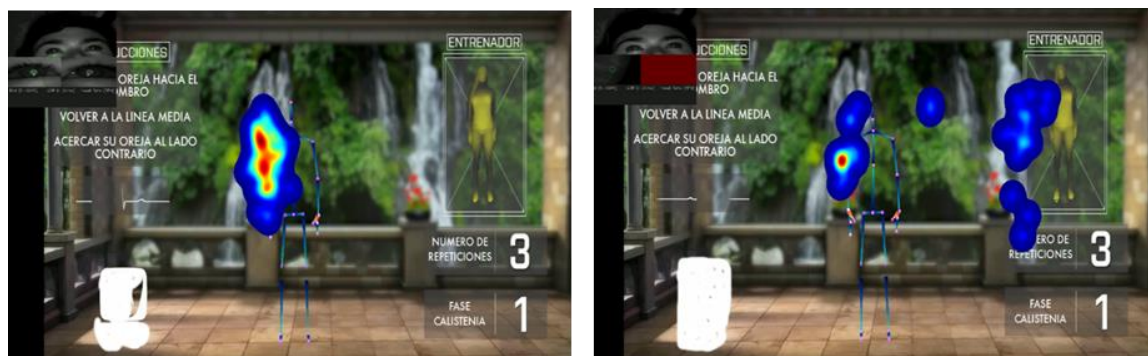 UCCIONES
OREJA HACIA EL
OMBRO
VOLVER A LA LINEA MEDIA
ACERCAR SU OREJA AL LADO
CONTRARIO
ENTRENADOR
NUMERO DE
REPETICIONES
3
FASE
CALISTENIA
1
UCCIONES
OREJA HACIA EL
OMBRO
VOLVER A LA LINEA MEDIA
ACERCAR SU OREJA AL LADO
CONTRARIO
ENTRENADOR
ERO DE
REPETICIONES
3
FASE
CALISTENIA
1